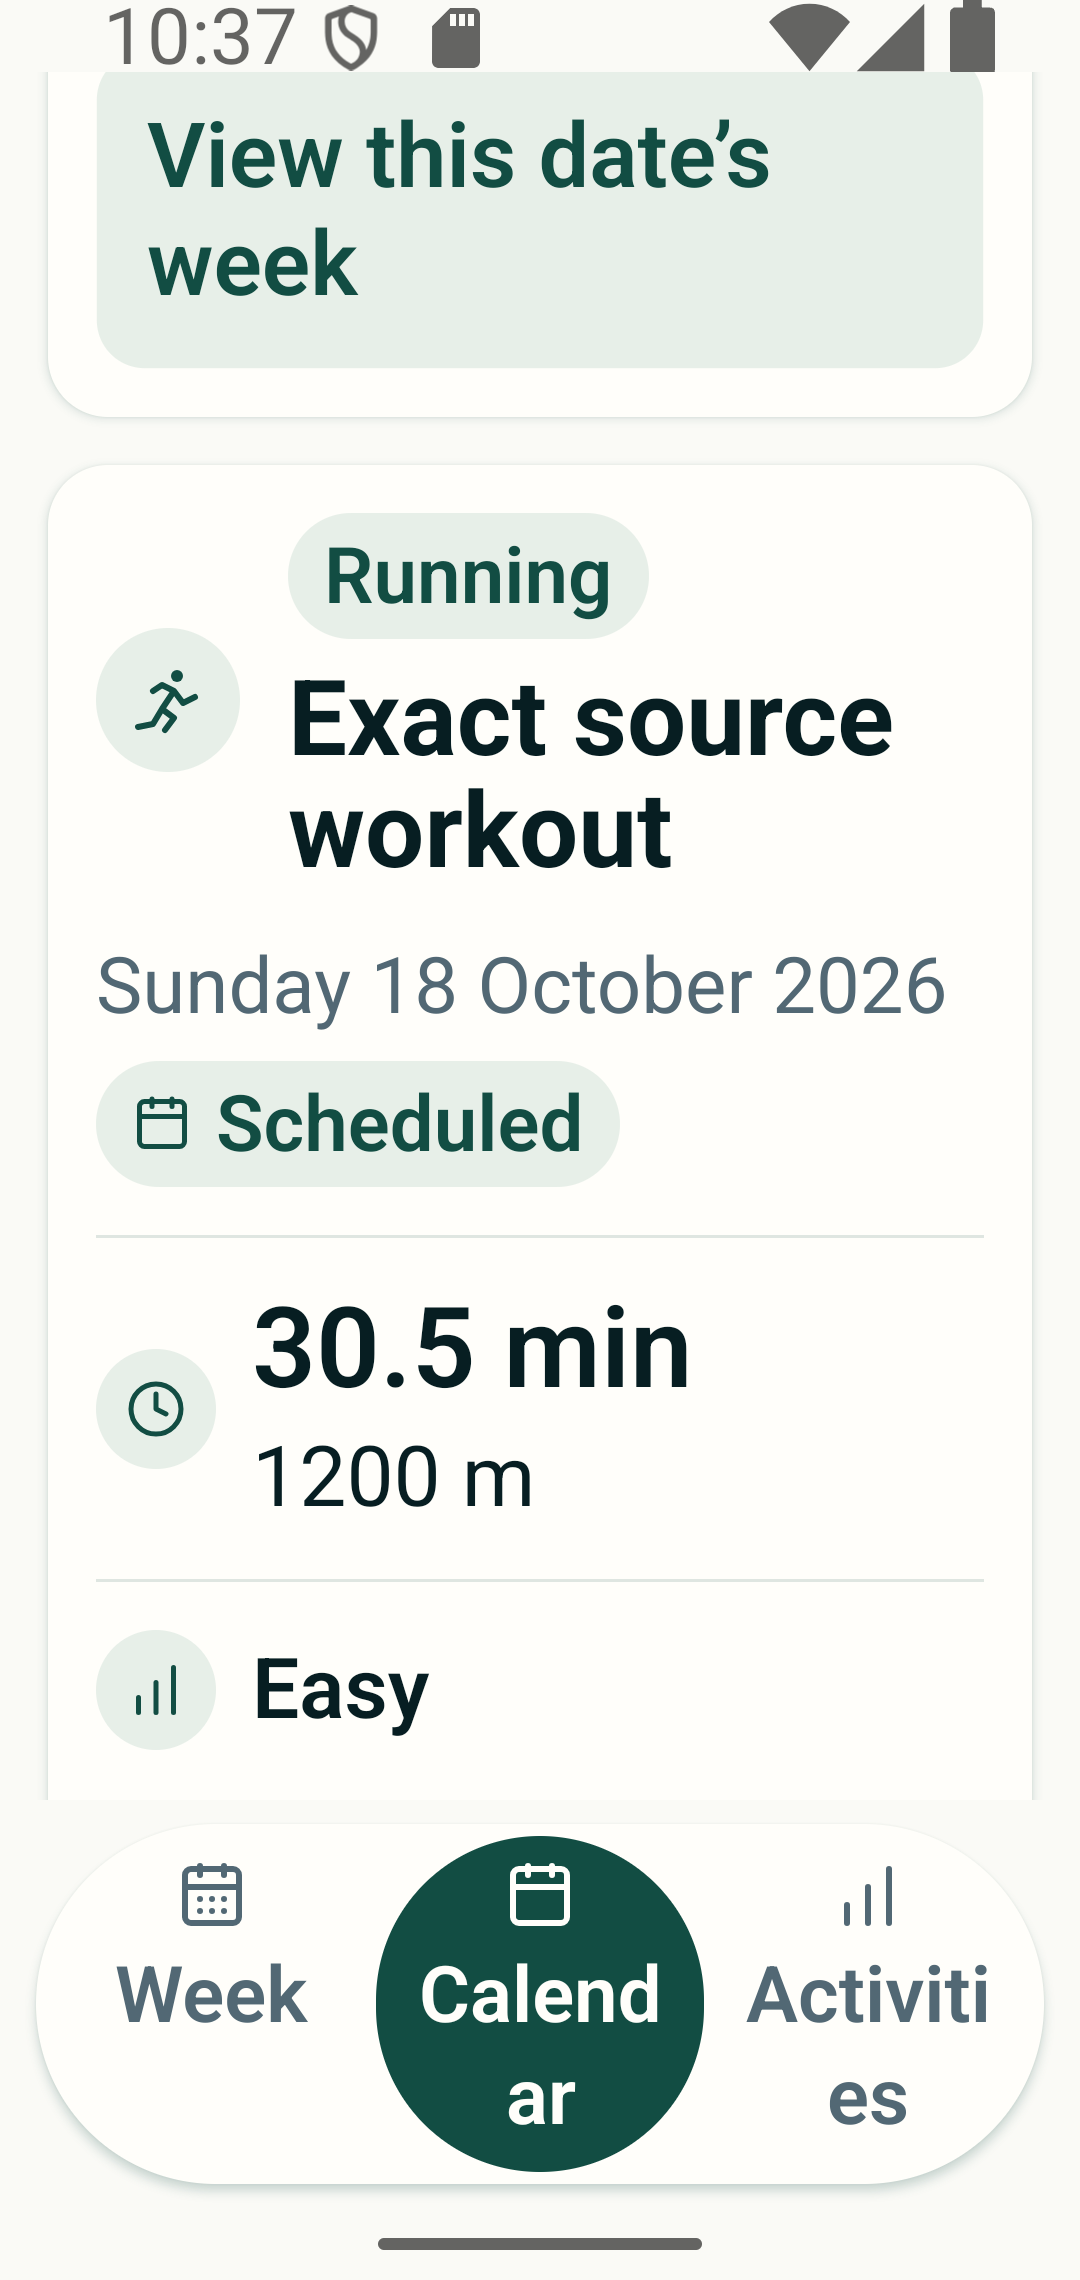 10:37
View this date’s
week
Running
Exact source
workout
Sunday 18 October 2026
Scheduled
30.5 min
1200 m
Easy
Week
Calend
ar
Activiti
es